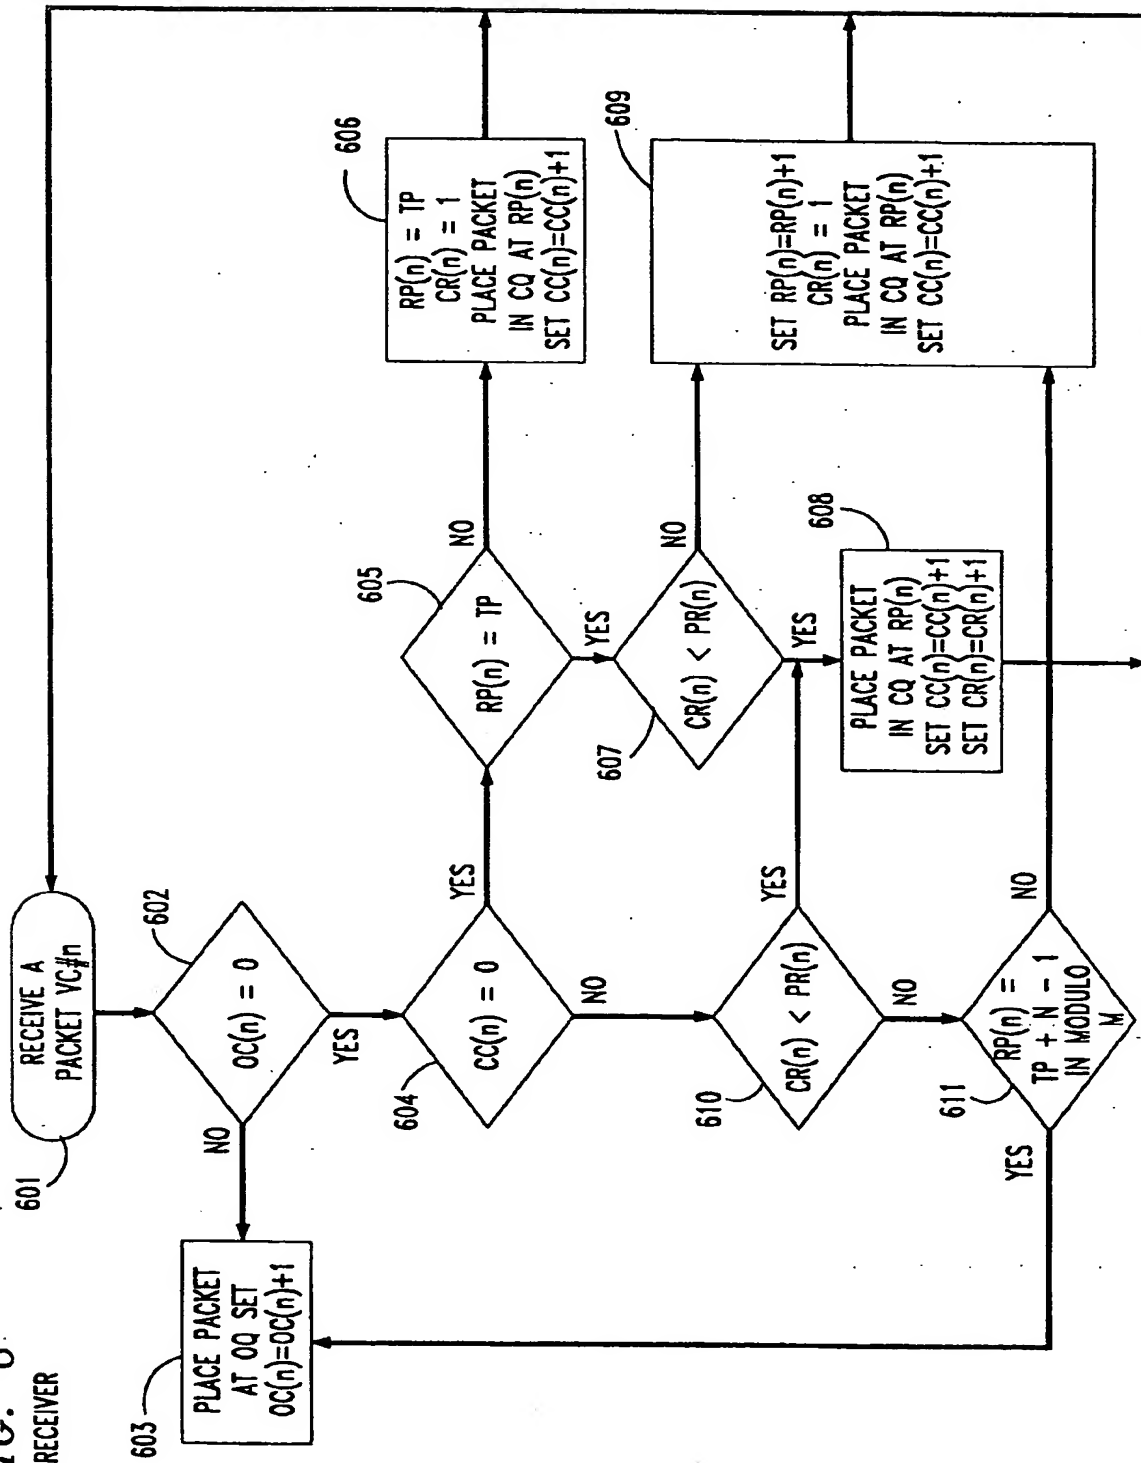 FIG. 6
RECEIVER
601
RECEIVE A
PACKET VC#n
602
OC(n) = 0
NO
YES
603
PLACE PACKET
AT OQ SET
OC(n)=OC(n)+1
604
CC(n) = 0
YES
NO
605
RP(n) = TP
NO
YES
606
RP(n) = TP
CR(n) = 1
PLACE PACKET
IN CQ AT RP(n)
SET CC(n)=CC(n)+1
607
CR(n) < PR(n)
NO
YES
608
PLACE PACKET
IN CQ AT RP(n)
SET CC(n)=CC(n)+1
SET CR(n)=CR(n)+1
609
SET RP(n)=RP(n)+1
CR(n) = 1
PLACE PACKET
IN CQ AT RP(n)
SET CC(n)=CC(n)+1
610
CR(n) < PR(n)
YES
NO
611
RP(n) =
TP + N - 1
IN MODULO
M
NO
YES